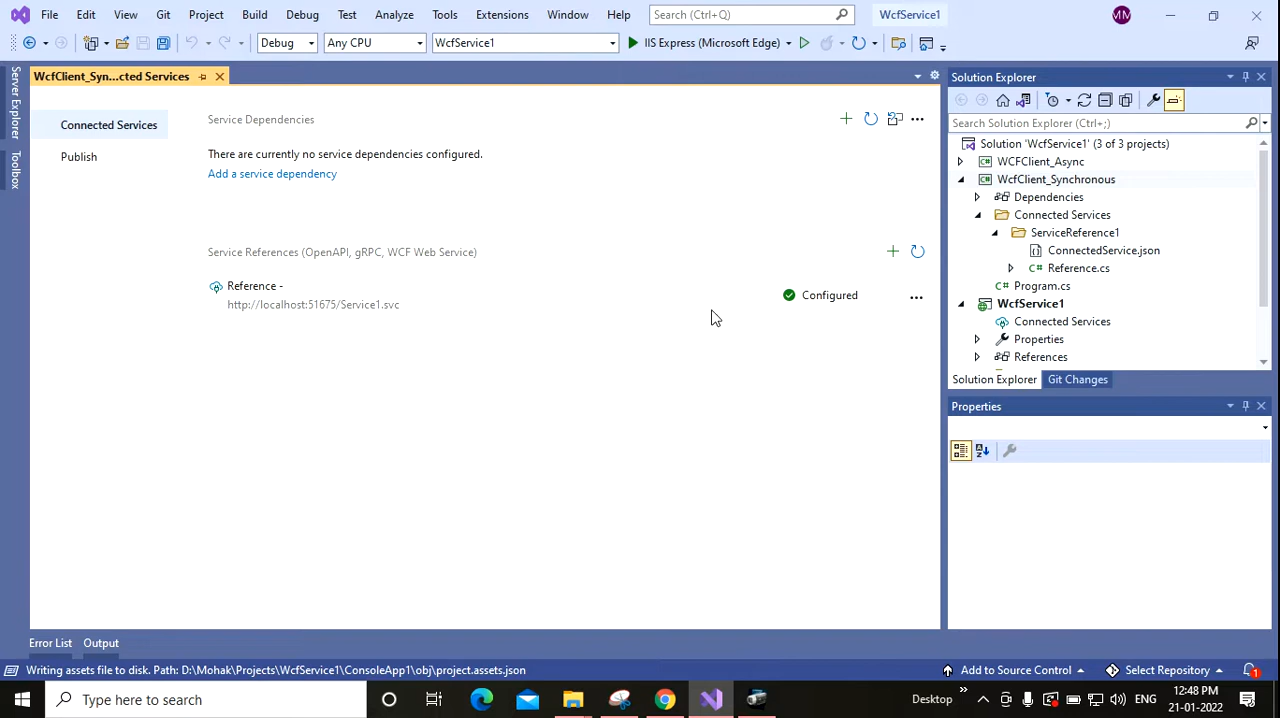 File Edit View Git Project Build Debug Test Analyze Tools Extensions Window Help Search (Ctrl+Q) WcfService1 MM
Debug Any CPU WcfService1 IIS Express (Microsoft Edge)
Server Explorer
Toolbox
WcfClient_Syn...cted Services
Connected Services
Publish
Service Dependencies
There are currently no service dependencies configured.
Add a service dependency
Service References (OpenAPI, gRPC, WCF Web Service)
Reference -
http://localhost:51675/Service1.svc
Configured
Solution Explorer
Search Solution Explorer (Ctrl+;)
Solution 'WcfService1' (3 of 3 projects)
WCFClient_Async
WcfClient_Synchronous
Dependencies
Connected Services
ServiceReference1
ConnectedService.json
Reference.cs
Program.cs
WcfService1
Connected Services
Properties
References
Solution Explorer Git Changes
Properties
Error List Output
Writing assets file to disk. Path: D:\Mohak\Projects\WcfService1\ConsoleApp1\obj\project.assets.json
Add to Source Control Select Repository 1
Type here to search
Desktop ENG
12:48 PM
21-01-2022